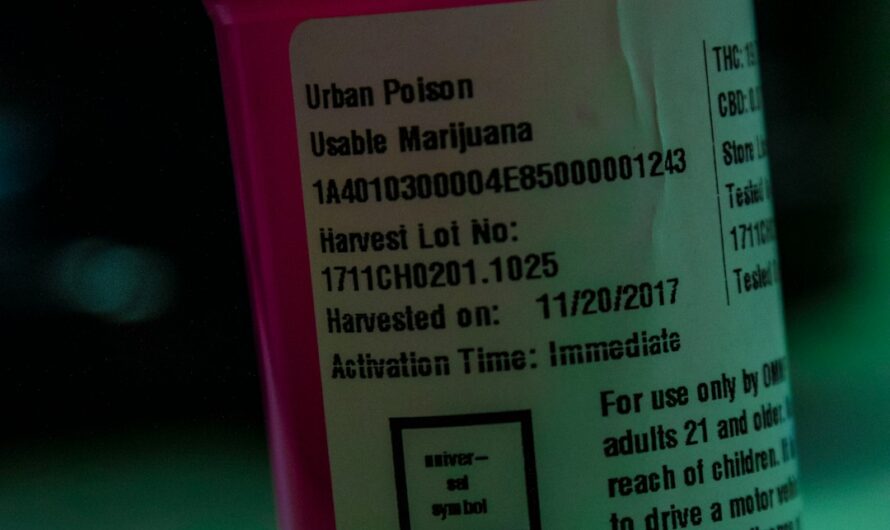 Urban Poison
Usable Marijuana
1A4010300004E85000001243
Harvest Lot No:
1711CH0201.1025
Harvested on: 11/20/2017
Activation Time: Immediate
univer-
sal
symbol
For use only by
adults 21 and older.
reach of children.
to drive a motor
THC:
CBD:
Store
Tested
Tested